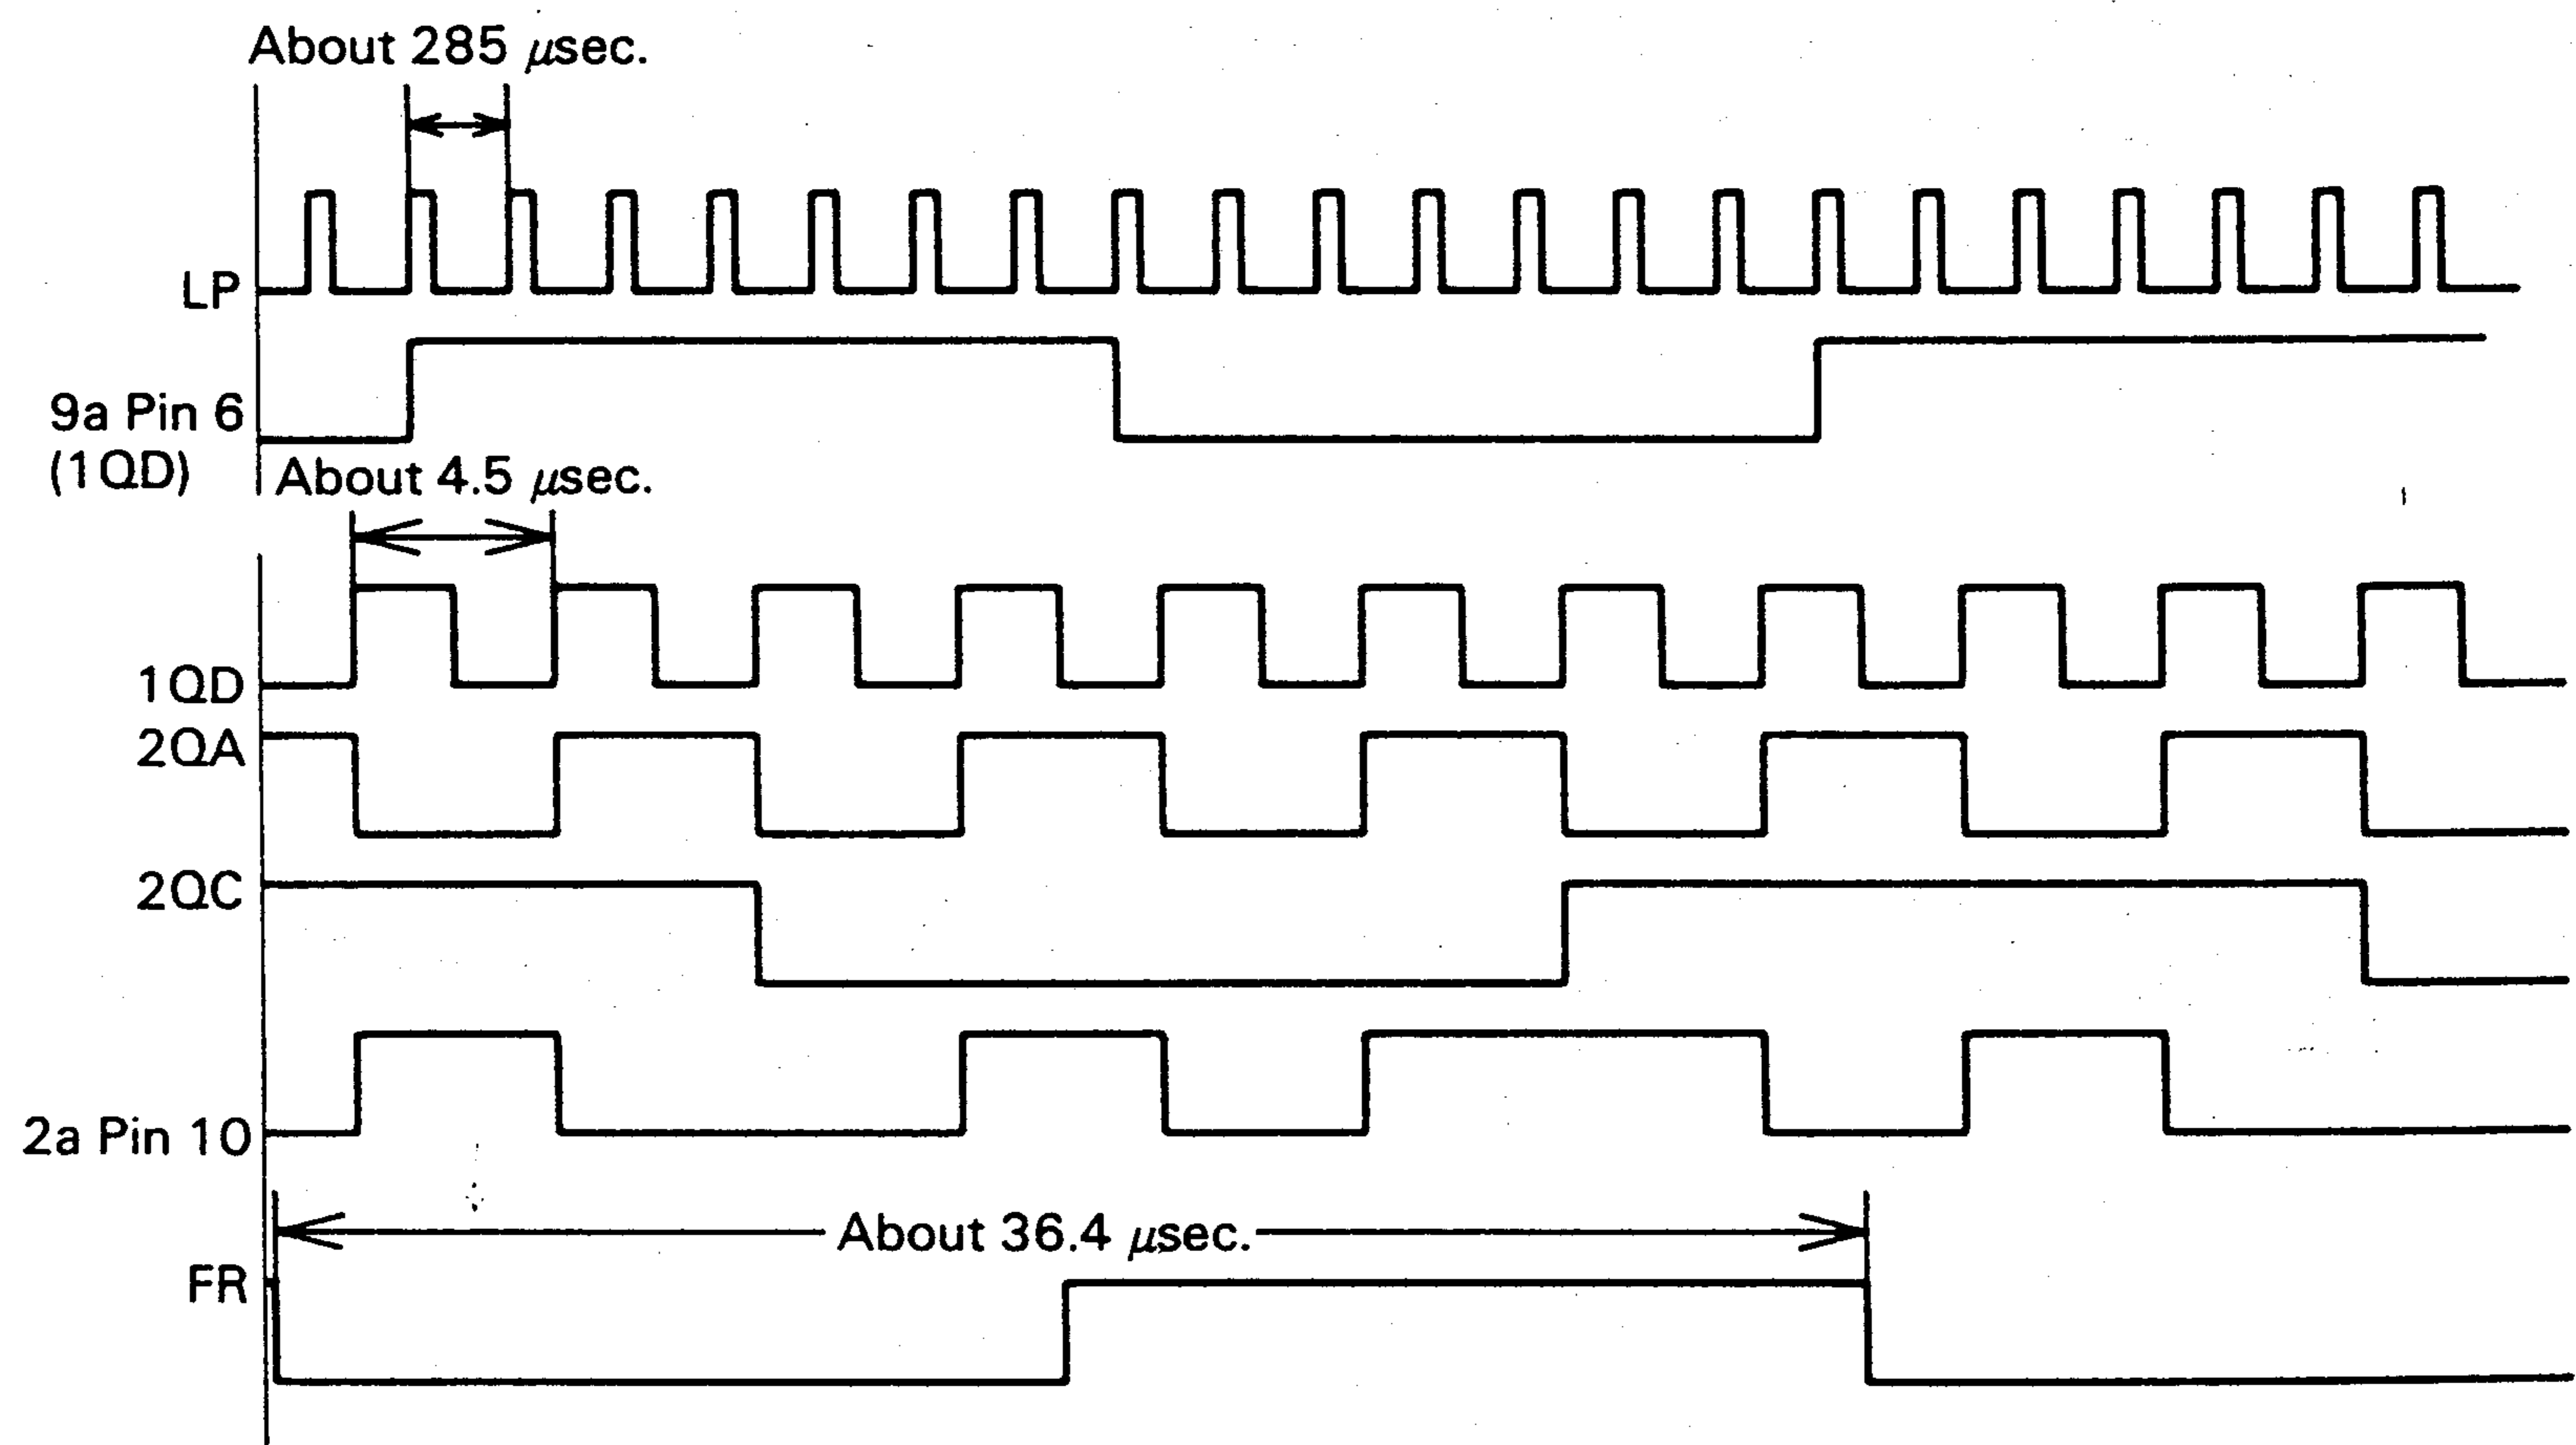 About 285 μsec.
LP
9a Pin 6
(1QD)
About 4.5 μsec.
1QD
2QA
2QC
2a Pin 10
About 36.4 μsec.
FR